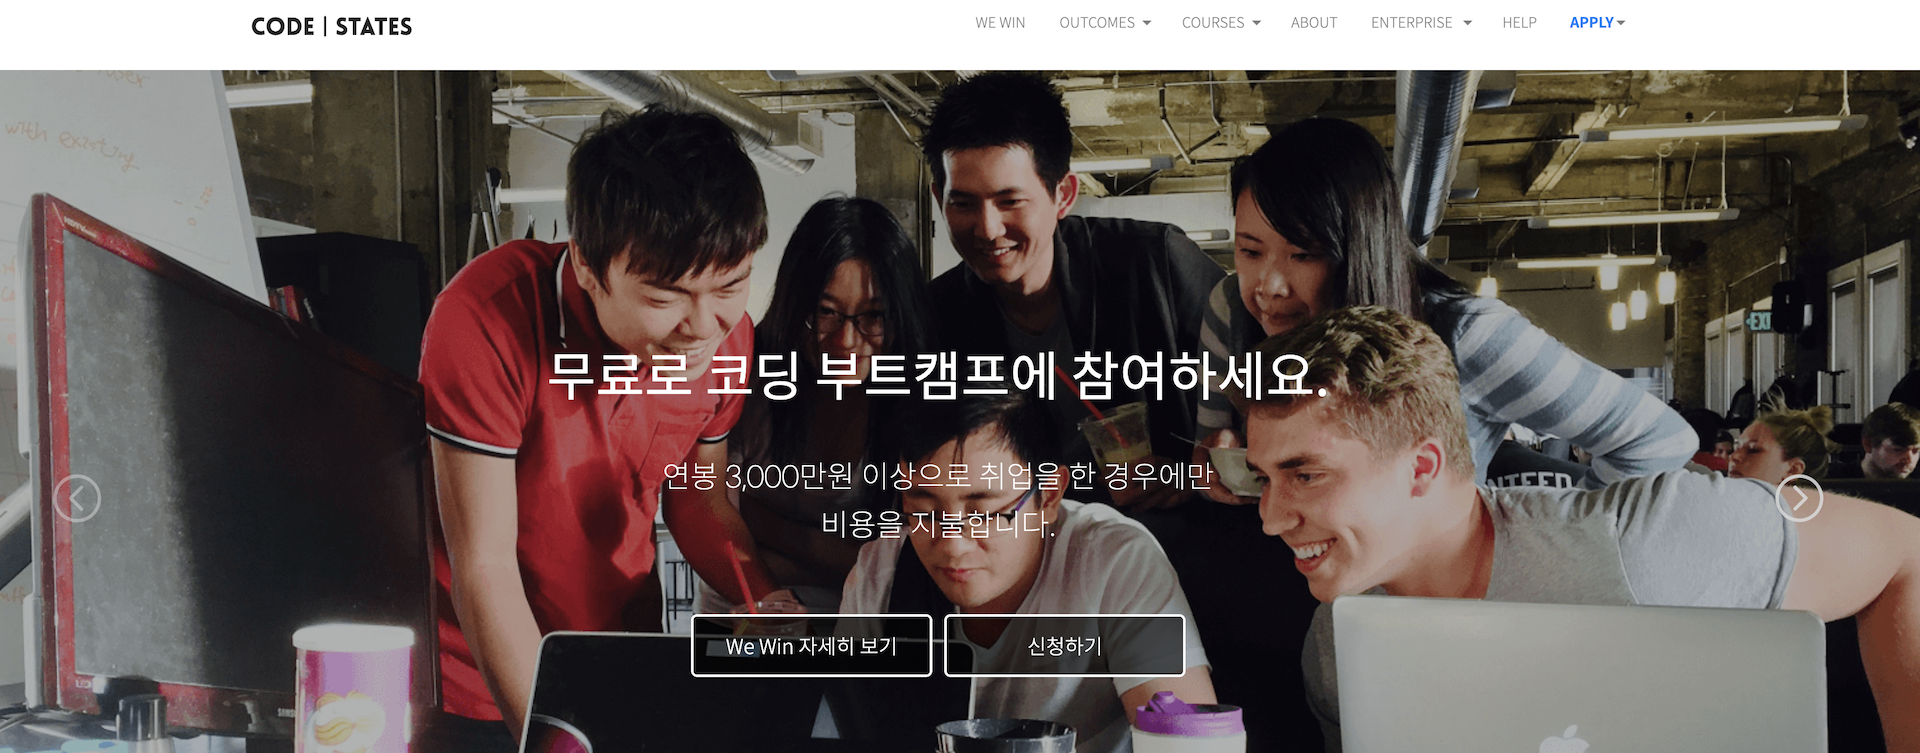 CODE | STATES
WE WIN OUTCOMES COURSES ABOUT ENTERPRISE HELP APPLY
with existing
무료로 코딩 부트캠프에 참여하세요.
연봉 3,000만원 이상으로 취업을 한 경우에만
비용을 지불합니다.
We Win 자세히 보기 신청하기